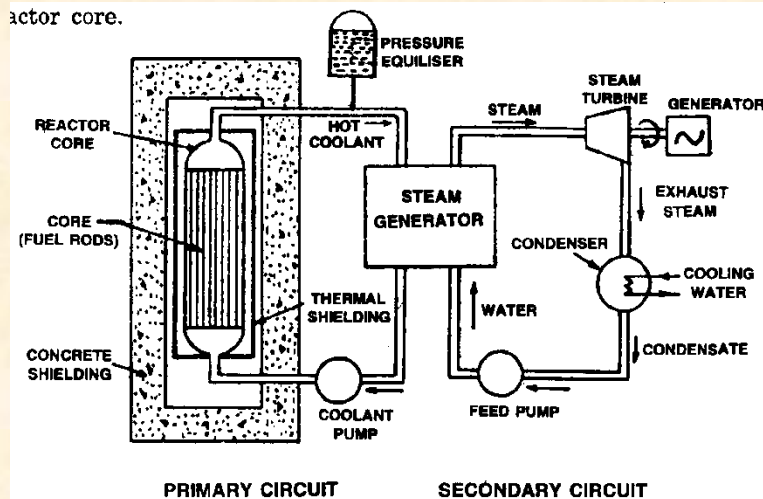 actor core.
PRESSURE
EQUILISER
STEAM
TURBINE
GENERATOR
STEAM
HOT
COOLANT
REACTOR
CORE
STEAM
GENERATOR
EXHAUST
STEAM
CORE
(FUEL RODS)
CONDENSER
COOLING
WATER
THERMAL
SHIELDING
WATER
CONCRETE
SHIELDING
CONDENSATE
COOLANT
PUMP
FEED PUMP
PRIMARY CIRCUIT
SECONDARY CIRCUIT